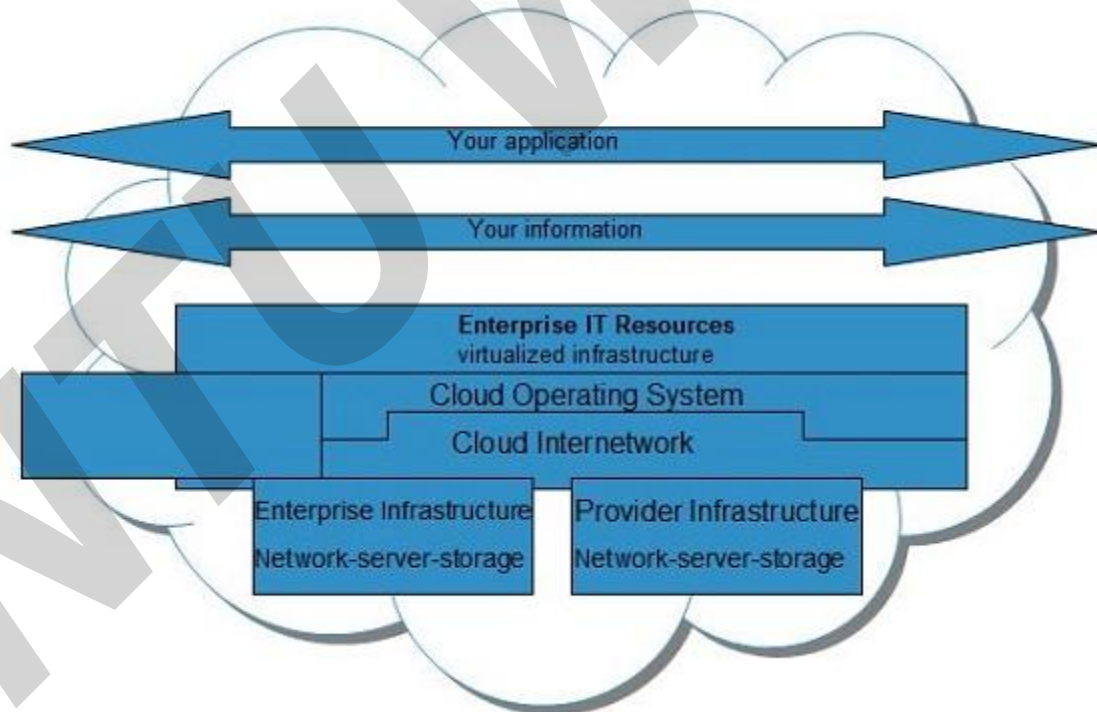 Your application
Your information
Enterprise IT Resources
virtualized infrastructure
Cloud Operating System
Cloud Internetwork
Enterprise Infrastructure
Network-server-storage
Provider Infrastructure
Network-server-storage